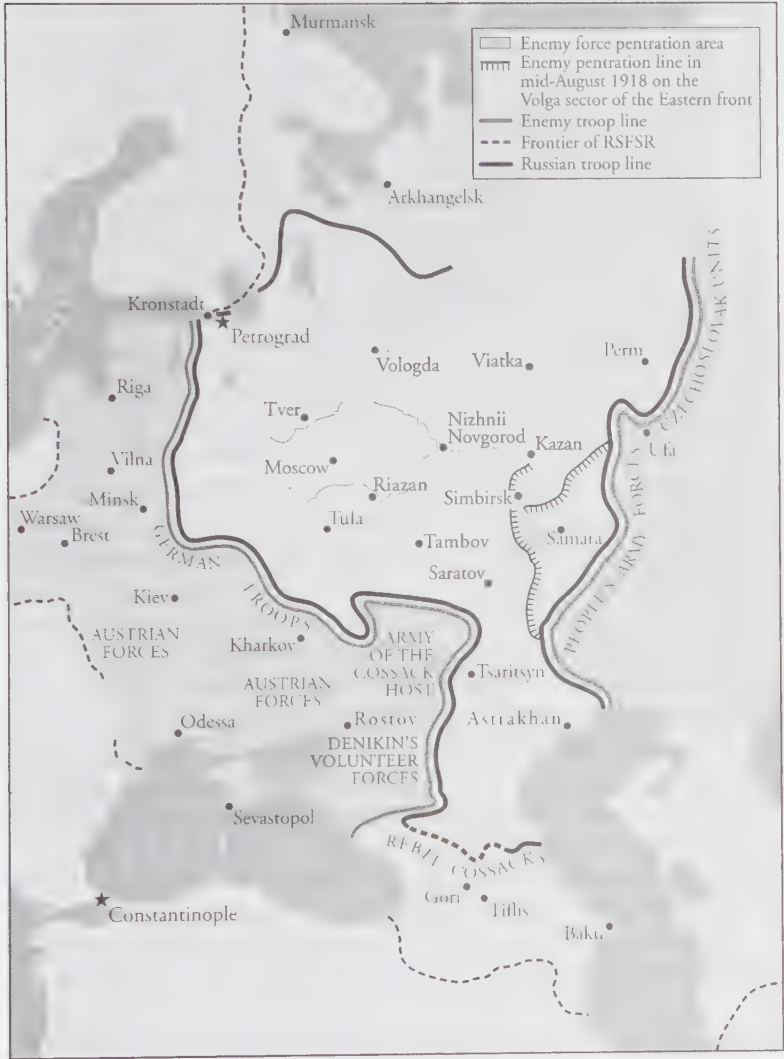 Murmansk
Enemy force pentration area
Enemy pentration line in
mid-August 1918 on the
Volga sector of the Eastern front
Enemy troop line
Frontier of RSFSR
Russian troop line
Arkhangelsk
CZECHOSLOVAK UNITS
Kronstadt
Petrograd
Vologda
Viatka
Perm
Riga
Tver
Nizhnii
Novgorod
Kazan
Ufa
Vilna
Moscow
Riazan
Simbirsk
Minsk
Warsaw
Brest
Tula
Tambov
Samara
GERMAN TROOPS
Saratov
PEOPLE'S ARMY FORCES
Kiev
AUSTRIAN
FORCES
Kharkov
ARMY
OF THE
COSSACK
HOST
AUSTRIAN
FORCES
Tsaritsyn
Odessa
Rostov
Astrakhan
DENIKIN'S
VOLUNTEER
FORCES
Sevastopol
REBEL COSSACKS
Gori
Tiflis
Constantinople
Baku